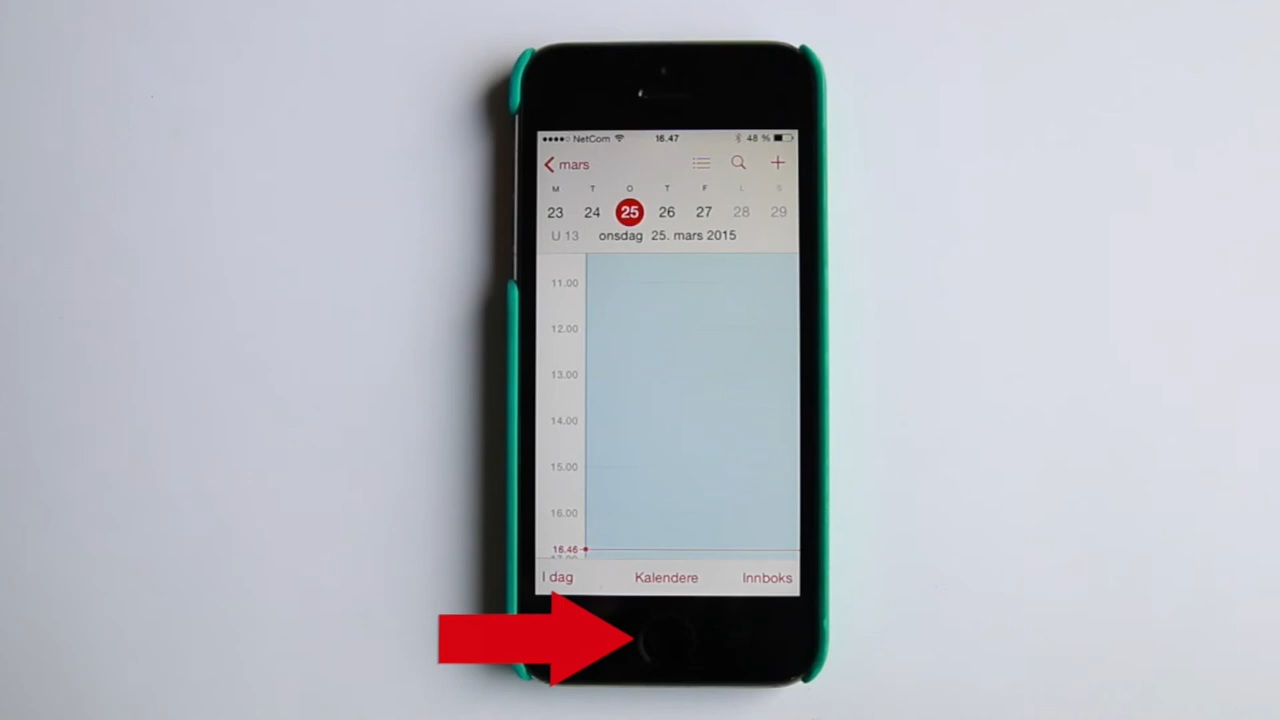 NetCom 16.47 48 %
mars
M T O T F L S
23 24 25 26 27 28 29
U 13 onsdag 25. mars 2015
11.00
12.00
13.00
14.00
15.00
16.00
16.46
I dag Kalendere Innboks